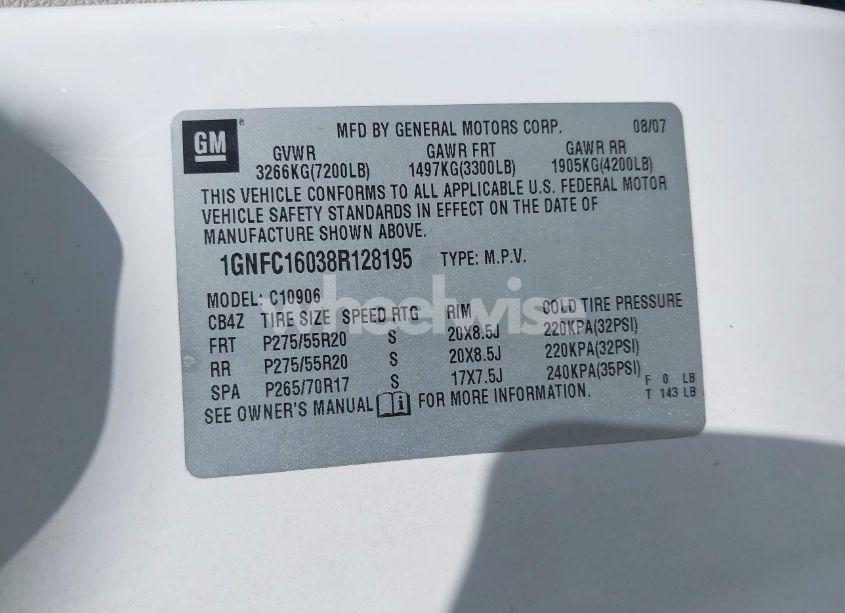 GM
MFD BY GENERAL MOTORS CORP. 08/07
GVWR GAWR FRT GAWR RR
3266KG(7200LB) 1497KG(3300LB) 1905KG(4200LB)
THIS VEHICLE CONFORMS TO ALL APPLICABLE U.S. FEDERAL MOTOR
VEHICLE SAFETY STANDARDS IN EFFECT ON THE DATE OF
MANUFACTURE SHOWN ABOVE.
1GNFC16038R128195 TYPE: M.P.V.
MODEL: C10906
CB4Z TIRE SIZE SPEED RTG RIM COLD TIRE PRESSURE
FRT P275/55R20 S 20X8.5J 220KPA(32PSI)
RR P275/55R20 S 20X8.5J 220KPA(32PSI)
SPA P265/70R17 S 17X7.5J 240KPA(35PSI)
F 0 LB
T 143 LB
SEE OWNER'S MANUAL i FOR MORE INFORMATION.
wheelwise